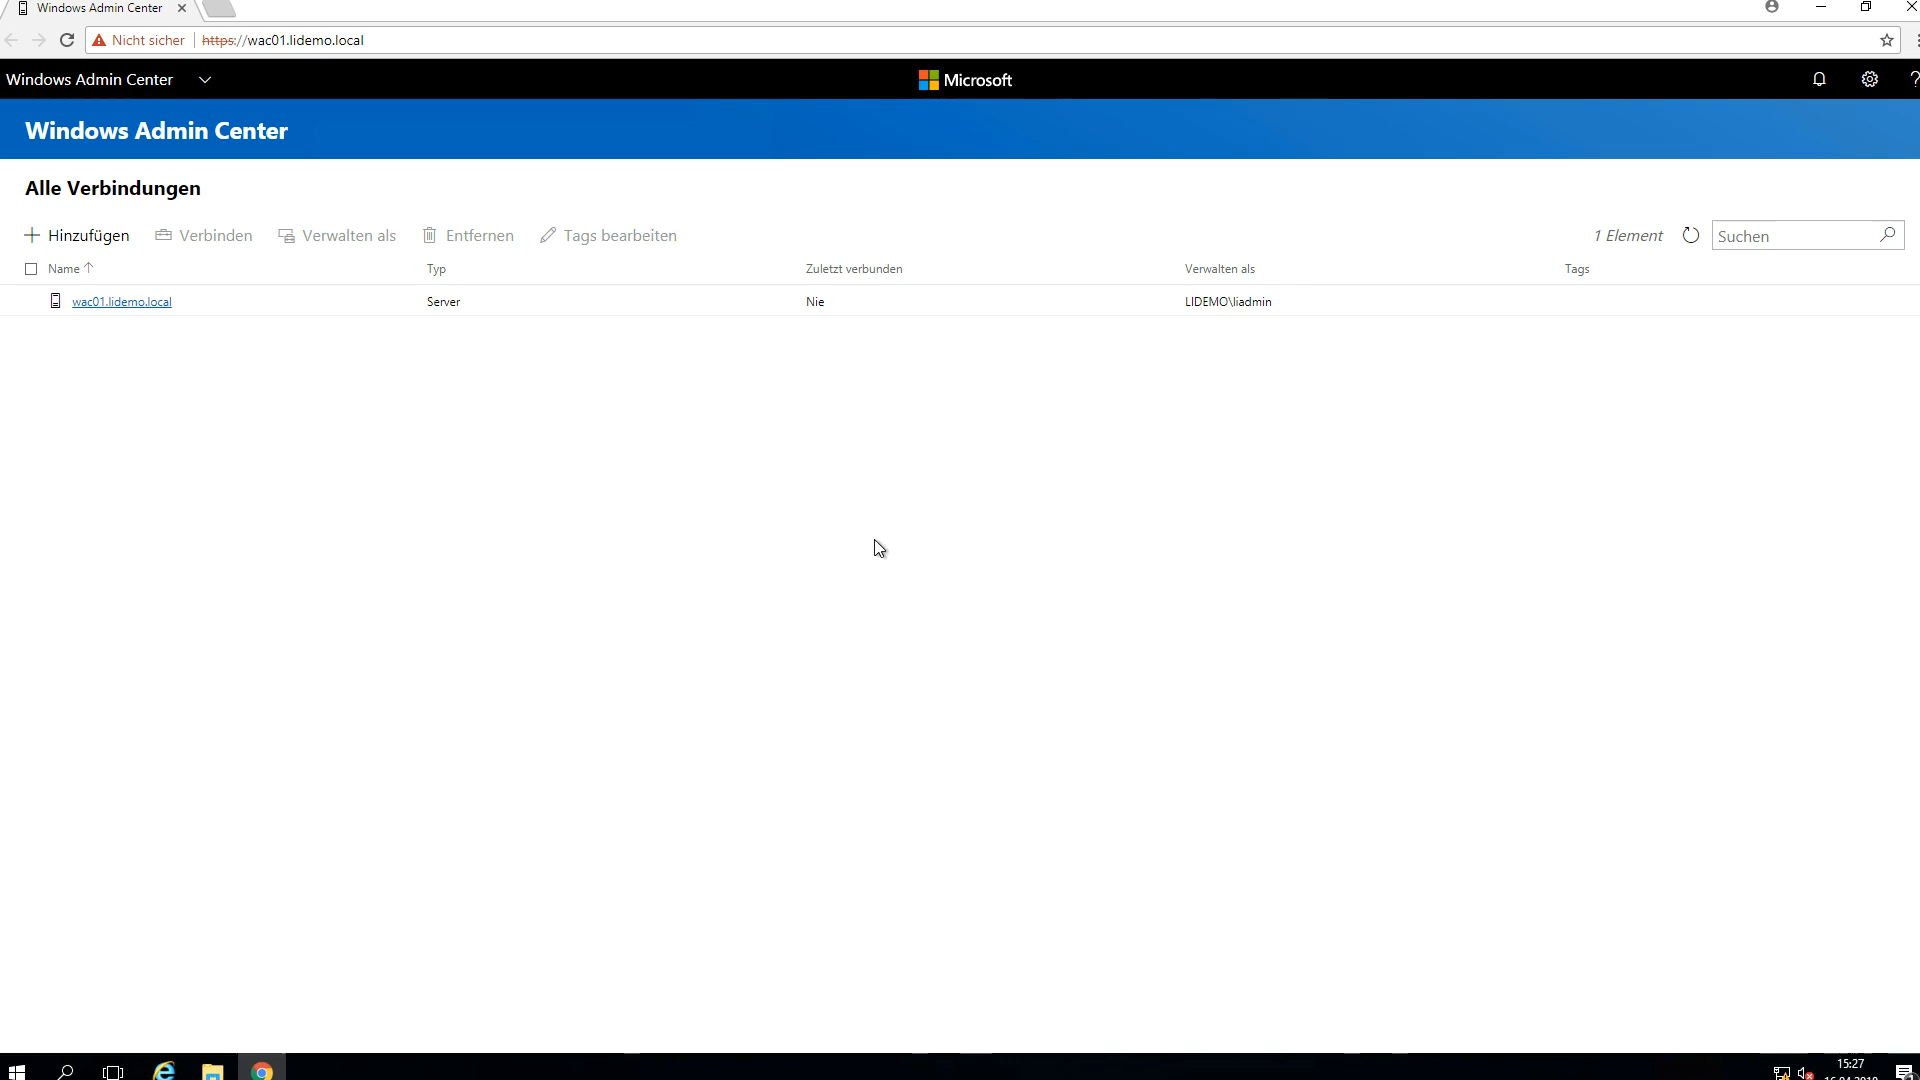 Windows Admin Center
Nicht sicher https://wac01.lidemo.local
Windows Admin Center Microsoft ?
Windows Admin Center
Alle Verbindungen
Hinzufügen Verbinden Verwalten als Entfernen Tags bearbeiten 1 Element Suchen
Name Typ Zuletzt verbunden Verwalten als Tags
wac01.lidemo.local Server Nie LIDEMO\liadmin
15:27